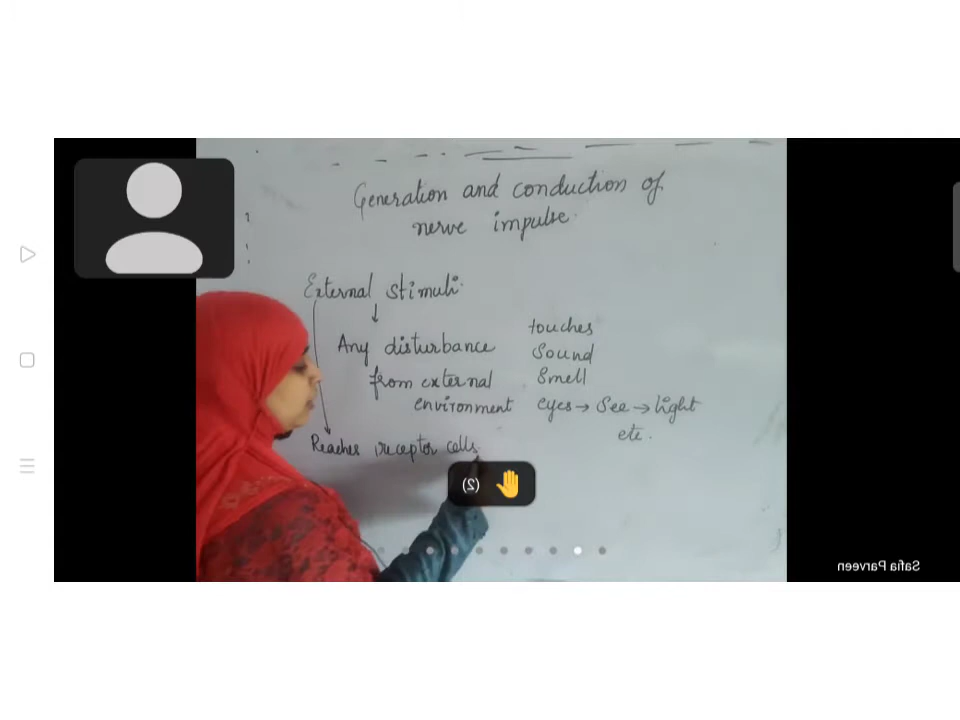 Generation and conduction of
nerve impulse.
External stimuli.
↓
Any disturbance
from external
environment
touches
Sound
Smell
eyes → See → light
etc.
Reaches receptor cells.
(2)
Safia Parveen